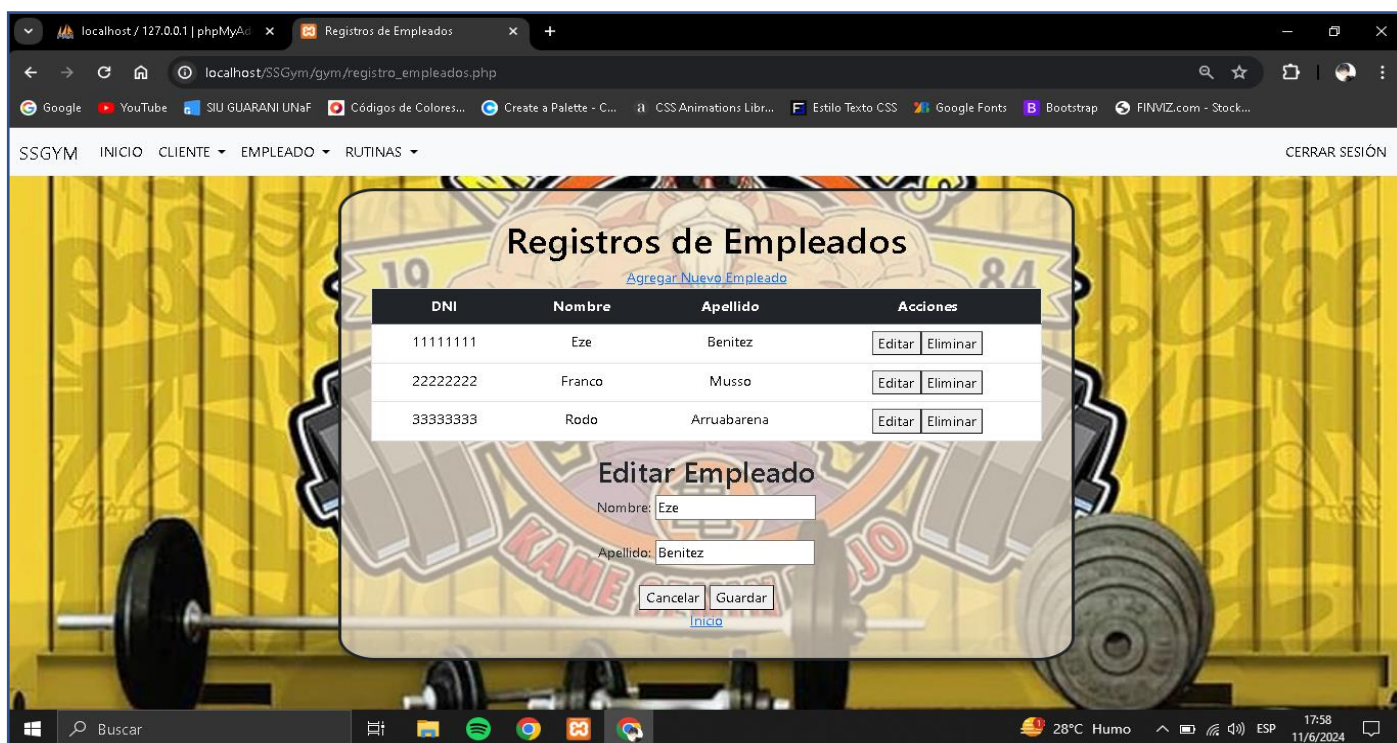 localhost / 127.0.0.1 | phpMyAd
Registros de Empleados
localhost/SSGym/gym/registro_empleados.php
Google YouTube SIU GUARANI UNaF Códigos de Colores... Create a Palette - C... CSS Animations Libr... Estilo Texto CSS Google Fonts Bootstrap FINVIZ.com - Stock...
SSGYM INICIO CLIENTE EMPLEADO RUTINAS CERRAR SESIÓN
19 84
Registros de Empleados
Agregar Nuevo Empleado
DNI Nombre Apellido Acciones
11111111 Eze Benitez Editar Eliminar
22222222 Franco Musso Editar Eliminar
33333333 Rodo Arruabarena Editar Eliminar
Editar Empleado
Nombre: Eze
Apellido: Benitez
KAME
Cancelar Guardar
Inicio
Buscar
28°C Humo ESP 17:58
11/6/2024